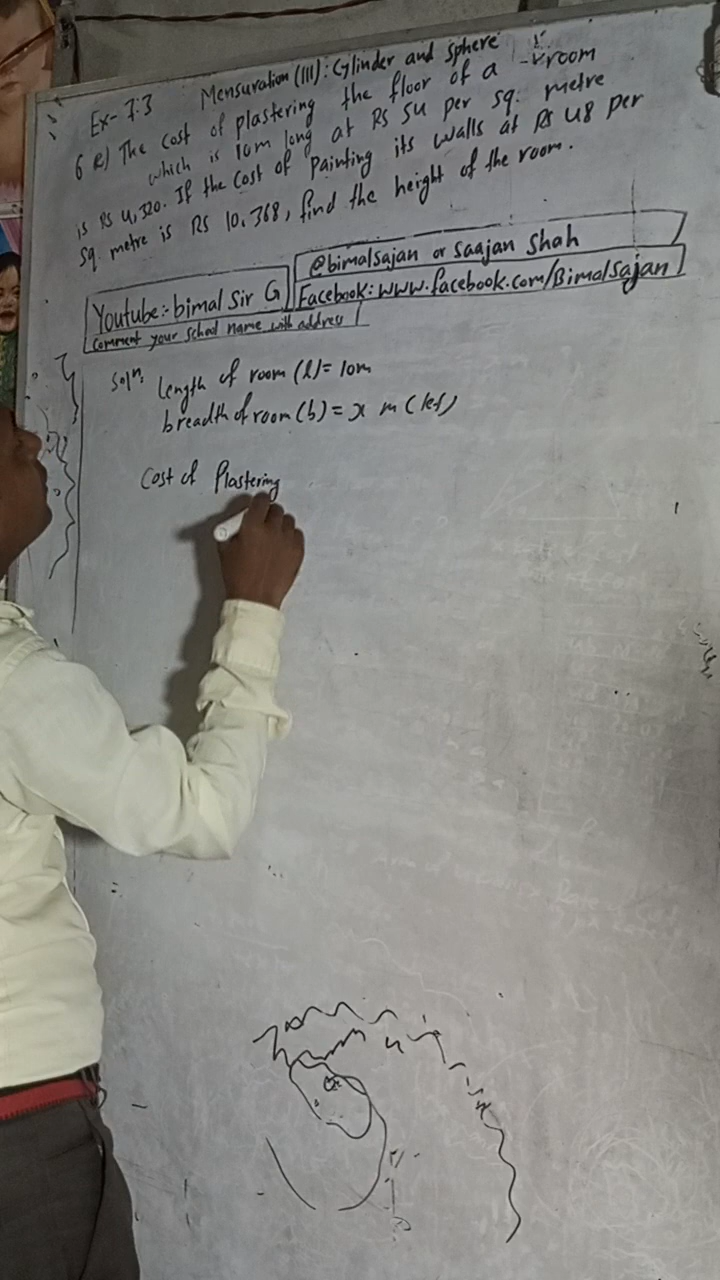 Ex- 7.3 Mensuration (III): Cylinder and sphere
6 e) The cost of plastering the floor of a room
which is 10m long at Rs 54 per sq. metre
is Rs 4,320. If the cost of Painting its walls at Rs 48 per
sq. metre is Rs 10,368, find the height of the room.
Youtube:- bimal Sir G
@bimalsajan or Saajan Shah
Facebook: www.facebook.com/Bimalsajan
Comment your School name with address
Solⁿ: Length of room (l) = 10m
breadth of room (b) = x m (let)
Cost of Plastering